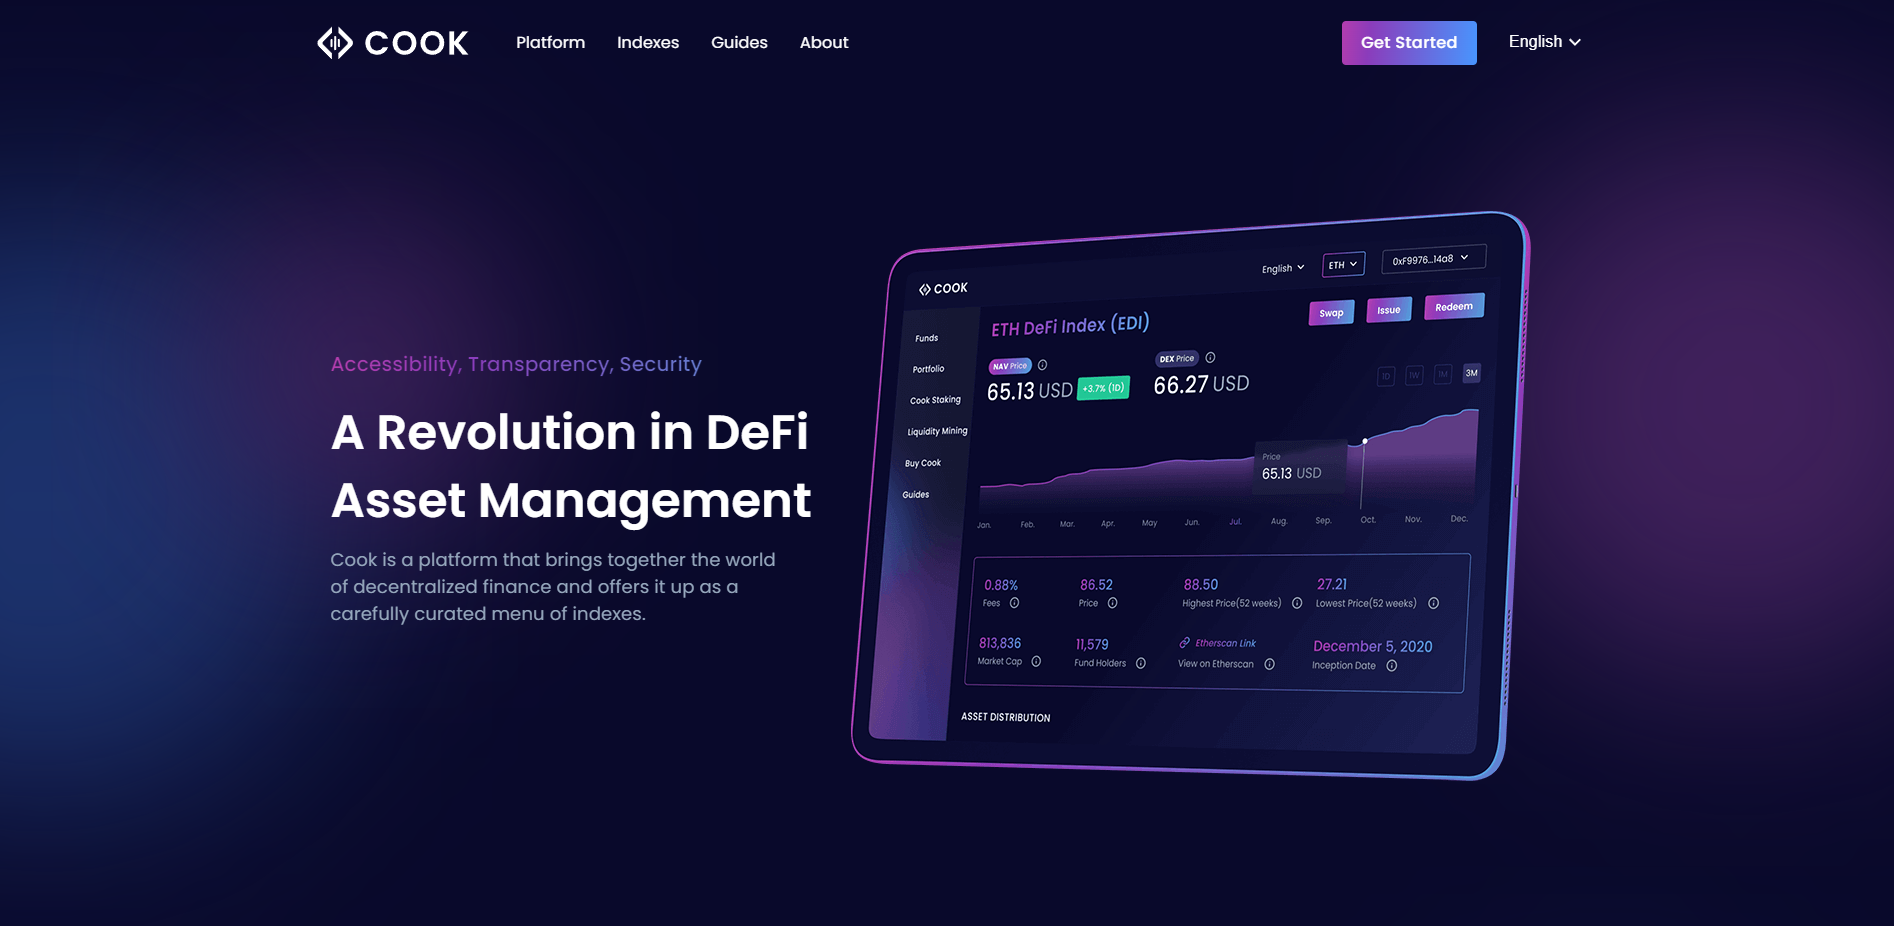 COOK
Platform
Indexes
Guides
About
Get Started
English
Accessibility, Transparency, Security
A Revolution in DeFi
Asset Management
Cook is a platform that brings together the world
of decentralized finance and offers it up as a
carefully curated menu of indexes.
COOK
English
ETH
0xF9976...14a8
Funds
Portfolio
Cook Staking
Liquidity Mining
Buy Cook
Guides
ETH DeFi Index (EDI)
Swap
Issue
Redeem
NAV Price
DEX Price
65.13 USD
+3.7% (1D)
66.27 USD
1D
1W
1M
3M
Price
65.13 USD
Jan.
Feb.
Mar.
Apr.
May
Jun.
Jul.
Aug.
Sep.
Oct.
Nov.
Dec.
0.88%
Fees
86.52
Price
88.50
Highest Price(52 weeks)
27.21
Lowest Price(52 weeks)
813,836
Market Cap
11,579
Fund Holders
Etherscan Link
View on Etherscan
December 5, 2020
Inception Date
ASSET DISTRIBUTION